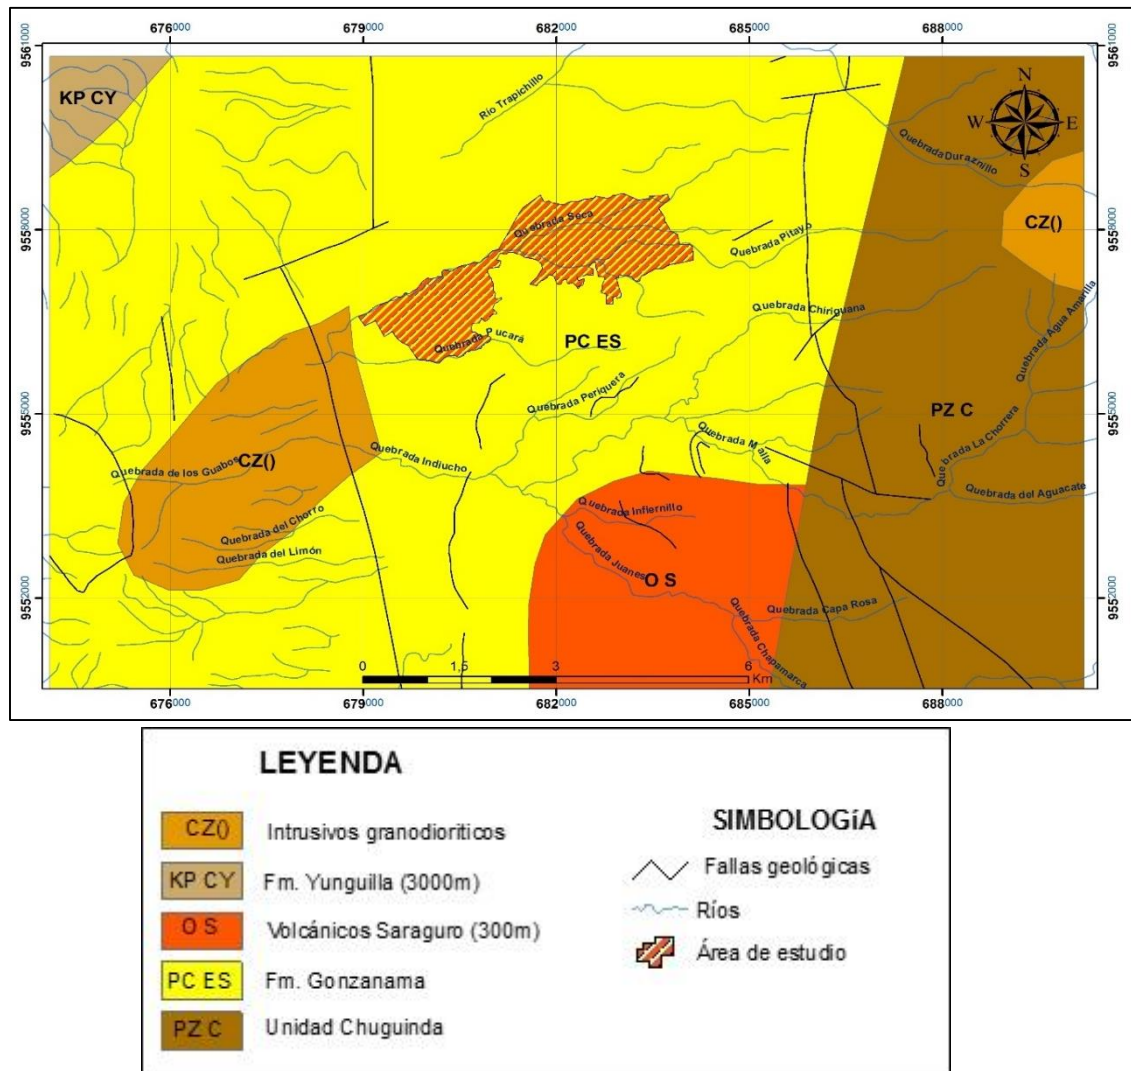 676000 679000 682000 685000 688000
9561000 9561000
KP CY
Río Trapichillo
N
W E
S
Quebrada Duraznillo
9558000 9558000
Quebrada Seca
Quebrada Pitayo
CZ()
Quebrada Chiriguana
Quebrada Agua Amarilla
Quebrada Pucará
PC ES
Quebrada Periquera
9555000 9555000
PZ C
Quebrada Malla
Quebrada La Chorrera
Quebrada Indiucho
CZ()
Quebrada de los Guabos
Quebrada del Aguacate
Quebrada Infiernillo
Quebrada del Chorro
Quebrada del Limón
Quebrada Juanes
O S
9552000 9552000
Quebrada Capa Rosa
Quebrada Chapamarca
0 1,5 3 6
Km
676000 679000 682000 685000 688000
LEYENDA
CZ() Intrusivos granodioriticos
KP CY Fm. Yunguilla (3000m)
O S Volcánicos Saraguro (300m)
PC ES Fm. Gonzanama
PZ C Unidad Chuguinda
SIMBOLOGíA
Fallas geológicas
Ríos
Área de estudio